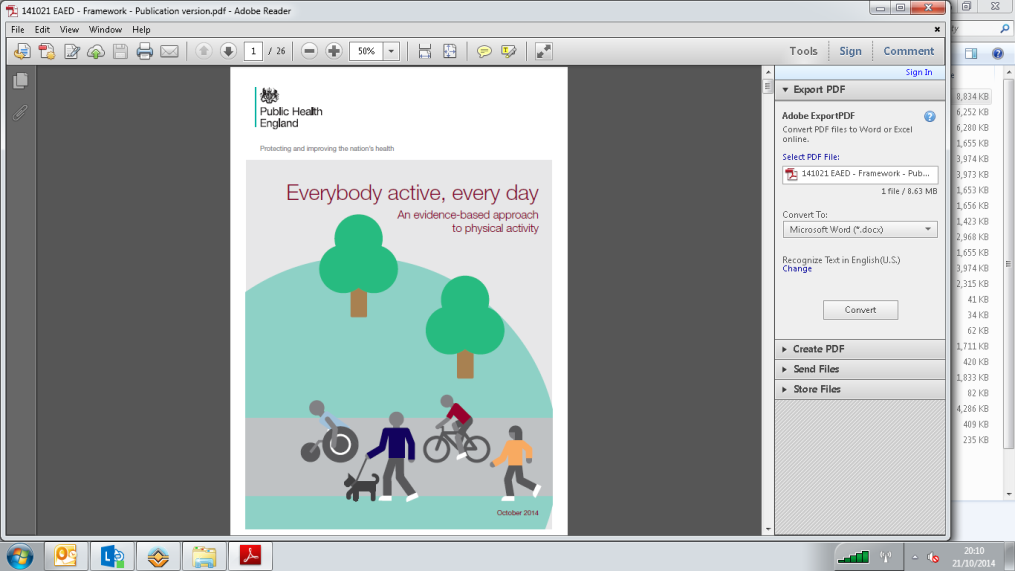 141021 EAED - Framework - Publication version.pdf - Adobe Reader
File Edit View Window Help
1 / 26 50% Tools Sign Comment
Sign In
Public Health
England
Protecting and improving the nation's health
Everybody active, every day
An evidence-based approach
to physical activity
October 2014
Export PDF
Adobe ExportPDF
Convert PDF files to Word or Excel
online.
Select PDF File:
141021 EAED - Framework - Pub...
1 file / 8.63 MB
Convert To:
Microsoft Word (*.docx)
Recognize Text in English(U.S.)
Change
Convert
Create PDF
Send Files
Store Files
8,834 KB
6,252 KB
6,280 KB
1,655 KB
3,974 KB
3,973 KB
1,653 KB
1,656 KB
1,423 KB
2,968 KB
1,655 KB
3,974 KB
2,315 KB
41 KB
34 KB
62 KB
1,711 KB
420 KB
1,833 KB
82 KB
4,286 KB
409 KB
235 KB
20:10
21/10/2014